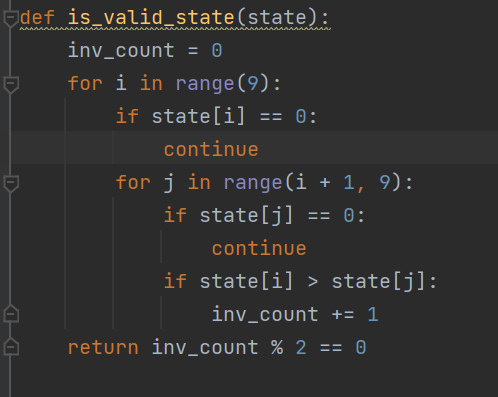 def is_valid_state(state):
    inv_count = 0
    for i in range(9):
        if state[i] == 0:
            continue
        for j in range(i + 1, 9):
            if state[j] == 0:
                continue
            if state[i] > state[j]:
                inv_count += 1
    return inv_count % 2 == 0